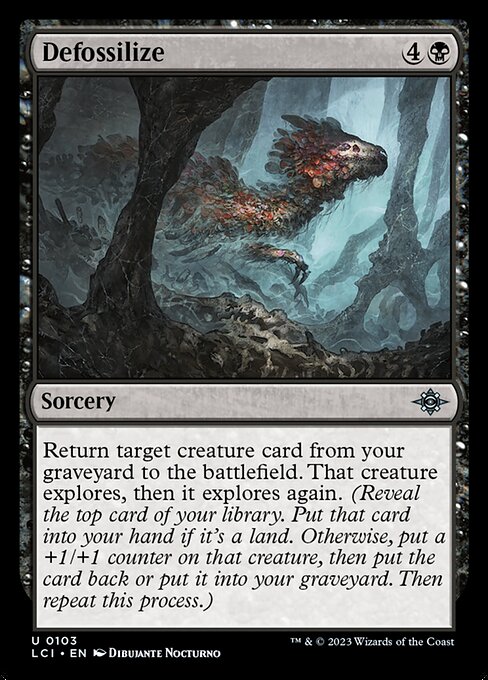 Defossilize 4
Sorcery
Return target creature card from your
graveyard to the battlefield. That creature
explores, then it explores again. (Reveal
the top card of your library. Put that card
into your hand if it's a land. Otherwise, put a
+1/+1 counter on that creature, then put the
card back or put it into your graveyard. Then
repeat this process.)
U 0103
LCI • EN Dibujante Nocturno
™ & © 2023 Wizards of the Coast